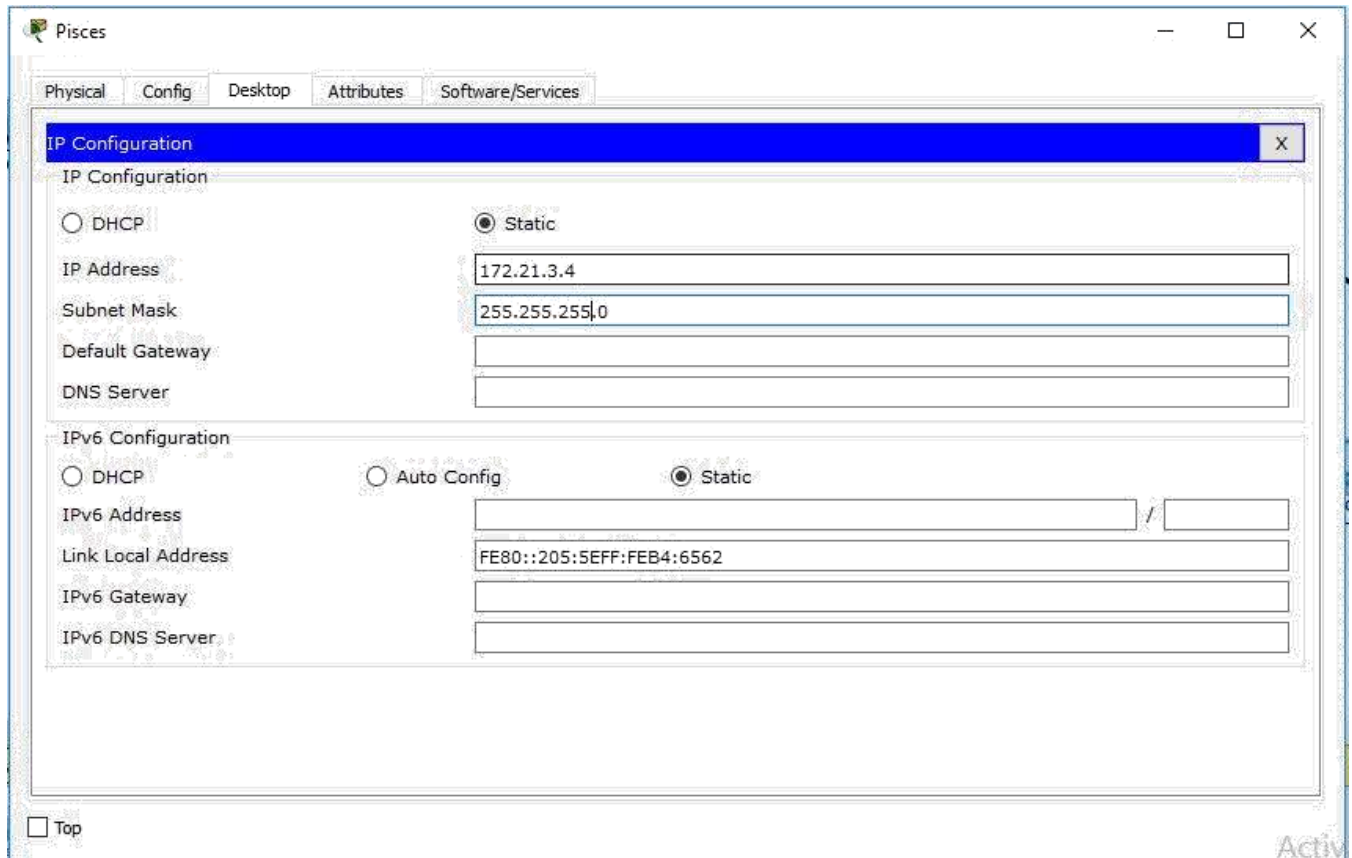 Pisces
Physical Config Desktop Attributes Software/Services
IP Configuration X
IP Configuration
DHCP Static
IP Address 172.21.3.4
Subnet Mask 255.255.255.0
Default Gateway
DNS Server
IPv6 Configuration
DHCP Auto Config Static
IPv6 Address /
Link Local Address FE80::205:5EFF:FEB4:6562
IPv6 Gateway
IPv6 DNS Server
Top
Activ